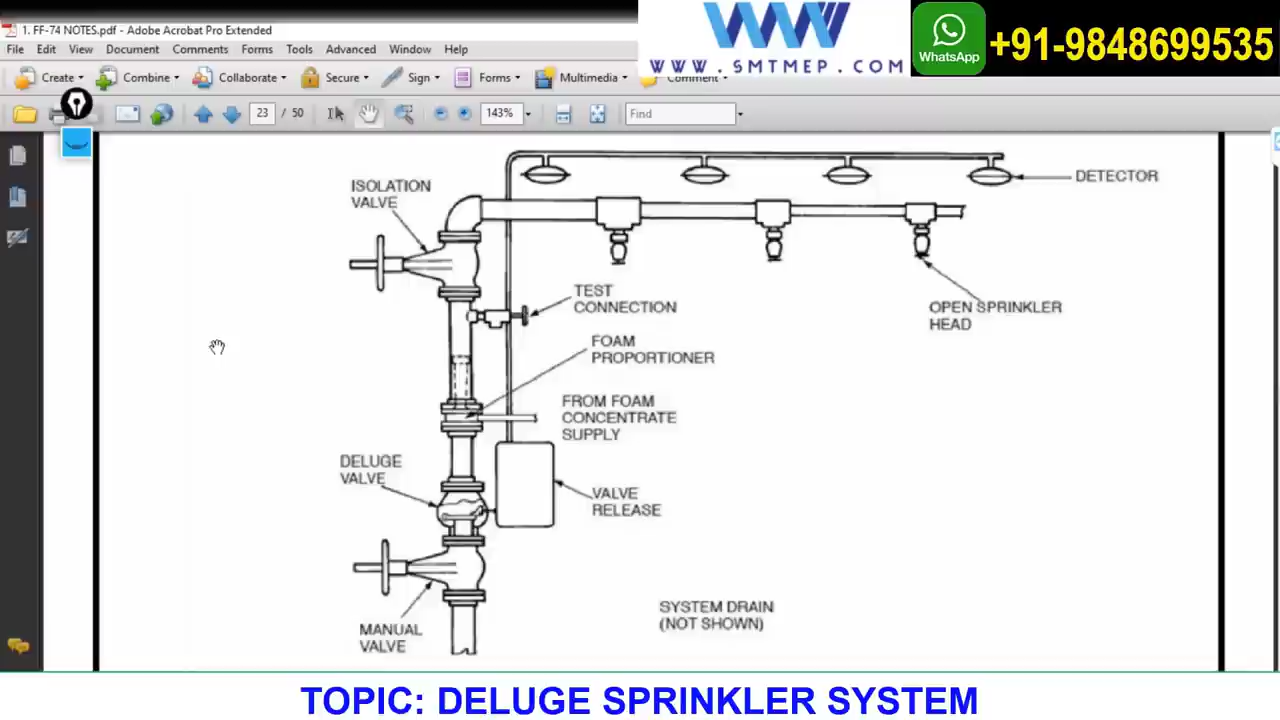 1. FF-74 NOTES.pdf - Adobe Acrobat Pro Extended
File Edit View Document Comments Forms Tools Advanced Window Help
Create Combine Collaborate Secure Sign Forms Multimedia Comment
23 / 50 143% Find
WWW.SMTMEP.COM
WhatsApp
+91-9848699535
ISOLATION
VALVE
DETECTOR
TEST
CONNECTION
OPEN SPRINKLER
HEAD
FOAM
PROPORTIONER
FROM FOAM
CONCENTRATE
SUPPLY
DELUGE
VALVE
VALVE
RELEASE
MANUAL
VALVE
SYSTEM DRAIN
(NOT SHOWN)
TOPIC: DELUGE SPRINKLER SYSTEM